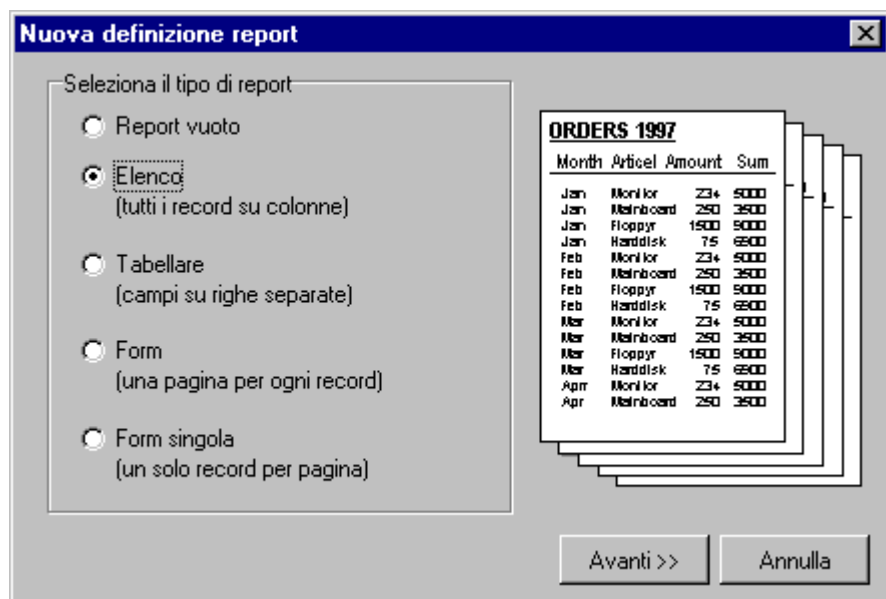 Nuova definizione report
Seleziona il tipo di report
Report vuoto
Elenco
(tutti i record su colonne)
Tabellare
(campi su righe separate)
Form
(una pagina per ogni record)
Form singola
(un solo record per pagina)
ORDERS 1997
Month Articel Amount Sum
Jan Monitor 234 5000
Jan Mainboard 250 3500
Jan Floppyr 1500 9000
Jan Harddisk 75 6900
Feb Monitor 234 5000
Feb Mainboard 250 3500
Feb Floppyr 1500 9000
Feb Harddisk 75 6900
Mar Monitor 234 5000
Mar Mainboard 250 3500
Mar Floppyr 1500 9000
Mar Harddisk 75 6900
Aprr Monitor 234 5000
Apr Mainboard 250 3500
Avanti >>
Annulla